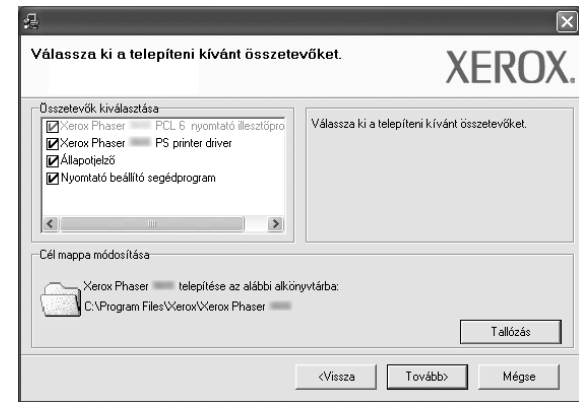 Válassza ki a telepíteni kívánt összetevőket.
XEROX.
Összetevők kiválasztása
Xerox Phaser PCL 6 nyomtató illesztőpro
Xerox Phaser PS printer driver
Állapotjelző
Nyomtató beállító segédprogram
Válassza ki a telepíteni kívánt összetevőket.
Cél mappa módosítása
Xerox Phaser telepítése az alábbi alkönyvtárba:
C:\Program Files\Xerox\Xerox Phaser
Tallózás
<Vissza
Tovább>
Mégse